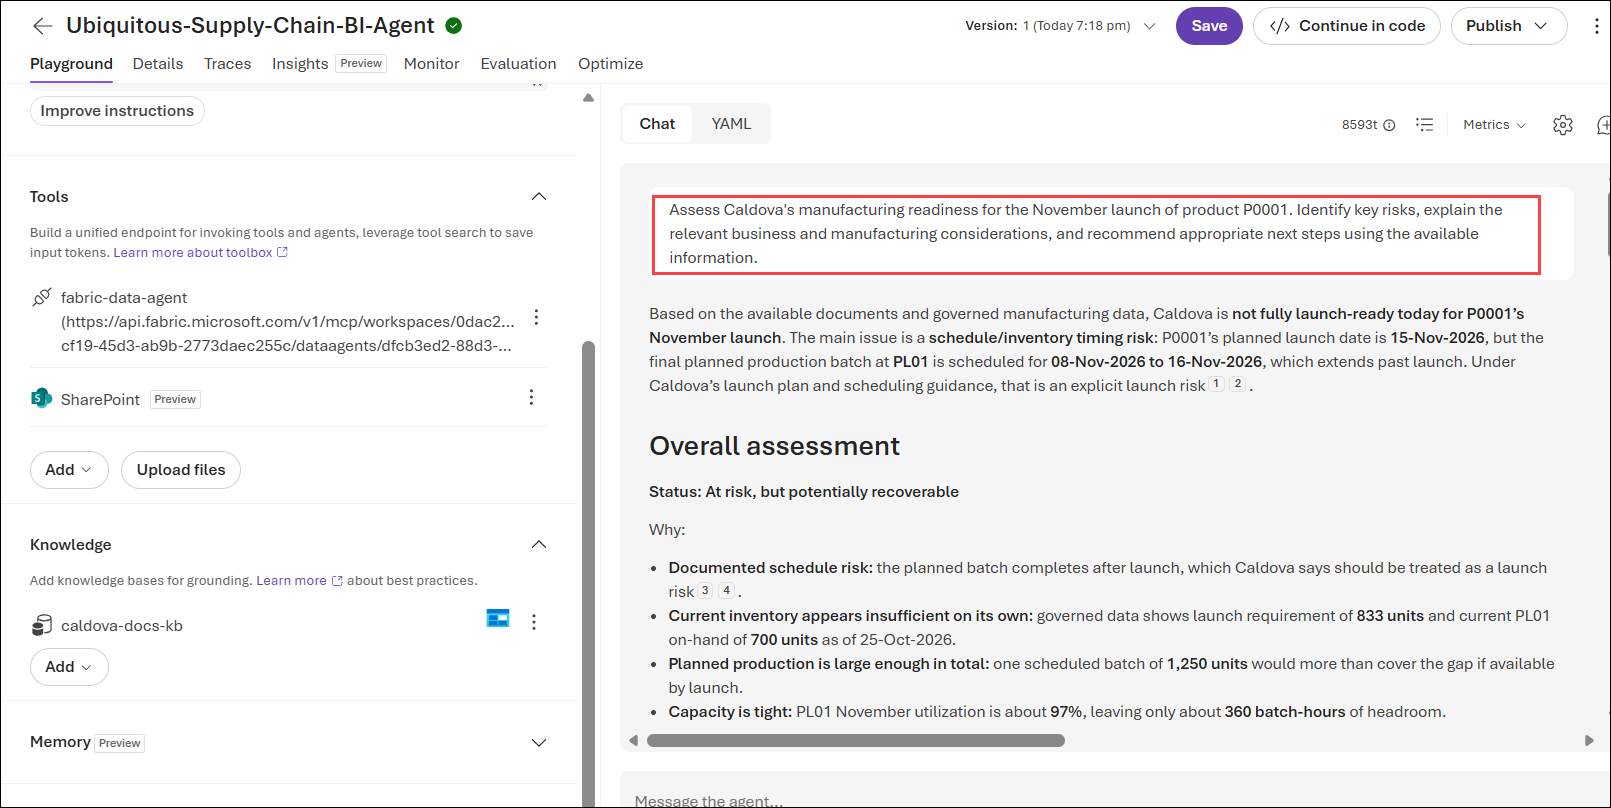 Ubiquitous-Supply-Chain-BI-Agent
Version: 1 (Today 7:18 pm)
Save
</> Continue in code
Publish
Playground
Details
Traces
Insights
Preview
Monitor
Evaluation
Optimize
Improve instructions
Tools
Build a unified endpoint for invoking tools and agents, leverage tool search to save
input tokens. Learn more about toolbox
fabric-data-agent
(https://api.fabric.microsoft.com/v1/mcp/workspaces/0dac2...
cf19-45d3-ab9b-2773daec255c/dataagents/dfcb3ed2-88d3-...
SharePoint
Preview
Add
Upload files
Knowledge
Add knowledge bases for grounding. Learn more about best practices.
caldova-docs-kb
Add
Memory
Preview
Chat
YAML
8593t
Metrics
Assess Caldova's manufacturing readiness for the November launch of product P0001. Identify key risks, explain the
relevant business and manufacturing considerations, and recommend appropriate next steps using the available
information.
Based on the available documents and governed manufacturing data, Caldova is not fully launch-ready today for P0001's
November launch. The main issue is a schedule/inventory timing risk: P0001's planned launch date is 15-Nov-2026, but the
final planned production batch at PL01 is scheduled for 08-Nov-2026 to 16-Nov-2026, which extends past launch. Under
Caldova's launch plan and scheduling guidance, that is an explicit launch risk 1 2 .
Overall assessment
Status: At risk, but potentially recoverable
Why:
• Documented schedule risk: the planned batch completes after launch, which Caldova says should be treated as a launch
risk 3 4 .
• Current inventory appears insufficient on its own: governed data shows launch requirement of 833 units and current PL01
on-hand of 700 units as of 25-Oct-2026.
• Planned production is large enough in total: one scheduled batch of 1,250 units would more than cover the gap if available
by launch.
• Capacity is tight: PL01 November utilization is about 97%, leaving only about 360 batch-hours of headroom.
Message the agent...